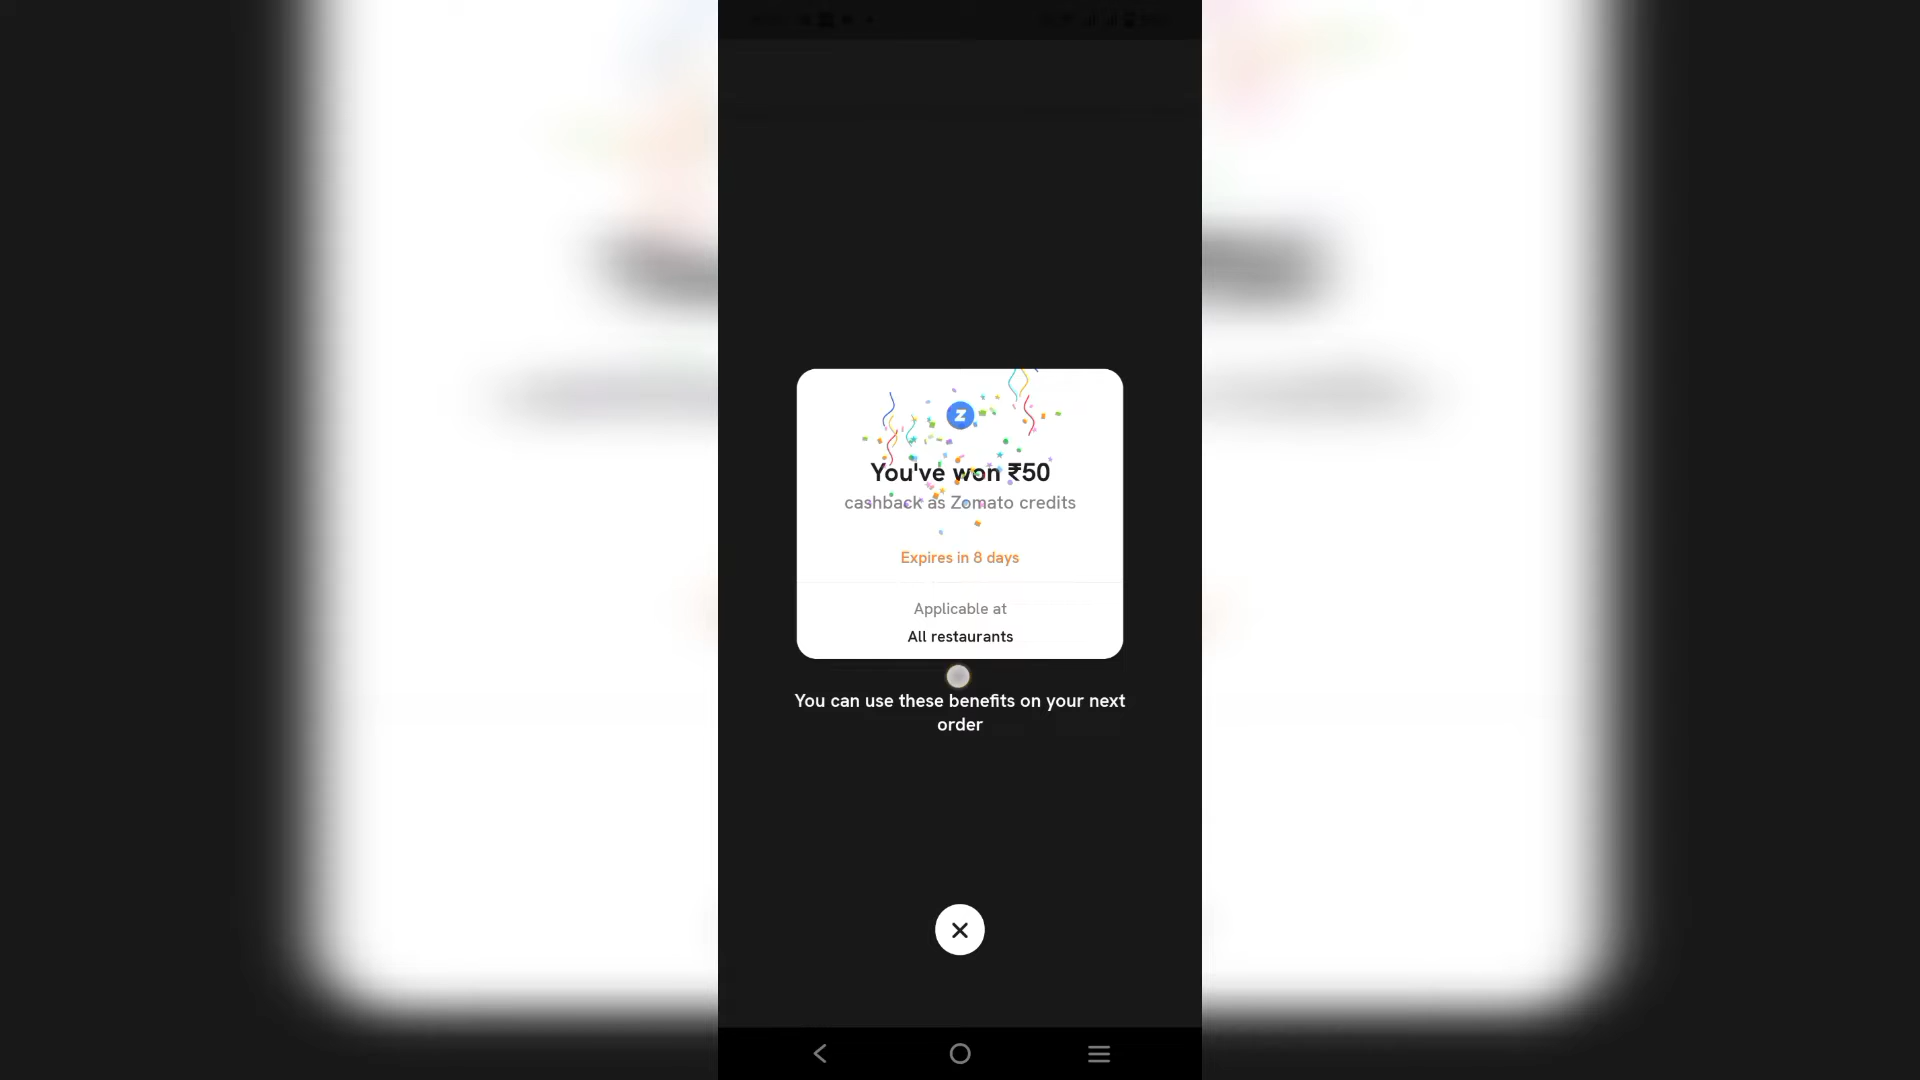 Z
You've won ₹50
cashback as Zomato credits
Expires in 8 days
Applicable at
All restaurants
You can use these benefits on your next
order